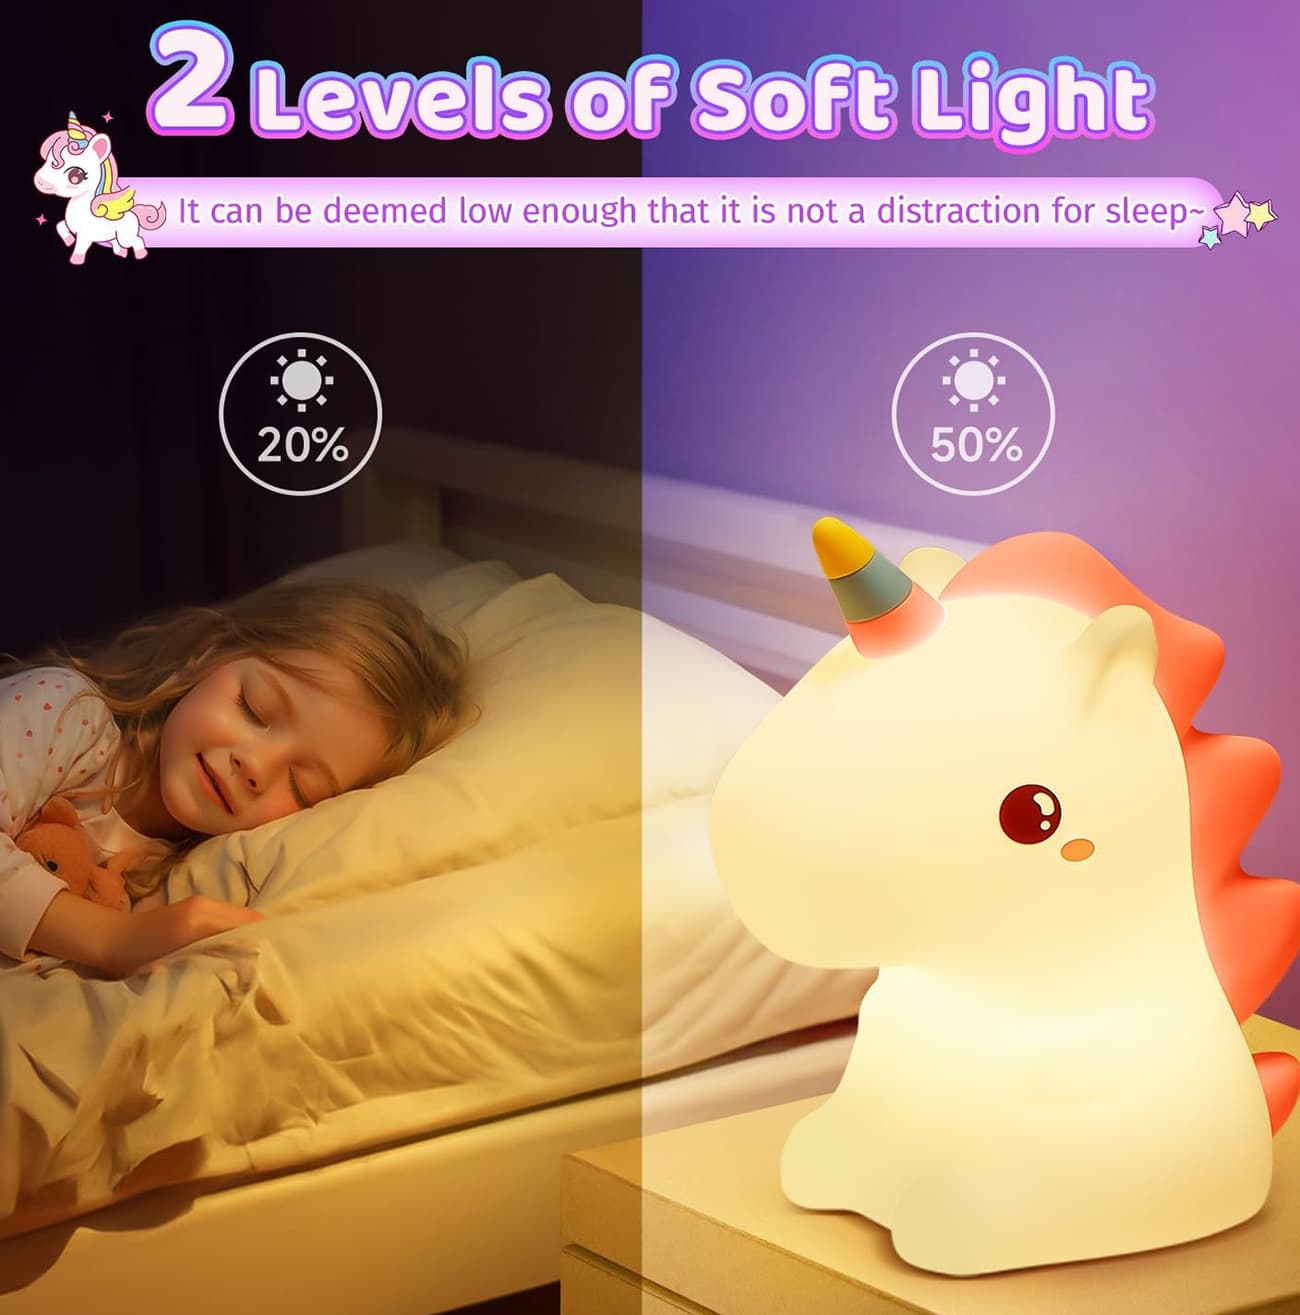 2 Levels of Soft Light
It can be deemed low enough that it is not a distraction for sleep~
20%
50%